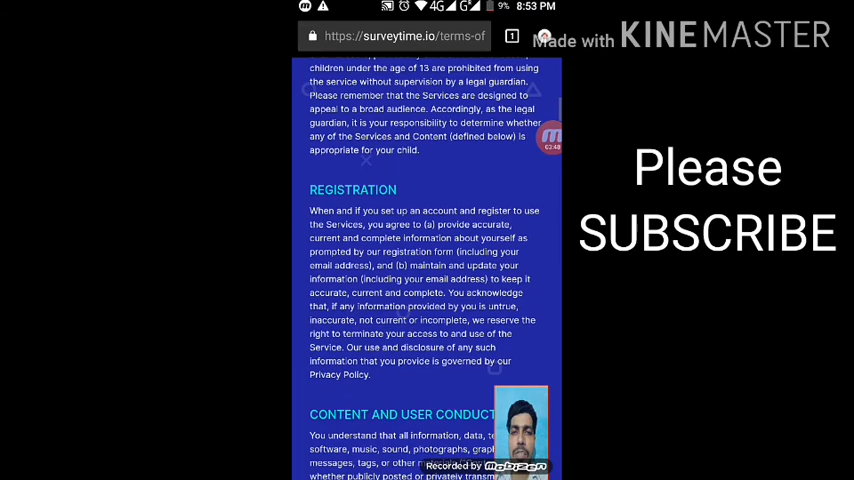 4G
9%
8:53 PM
https://surveytime.io/terms-of
1
Made with KINEMASTER
children under the age of 13 are prohibited from using
the service without supervision by a legal guardian.
Please remember that the Services are designed to
appeal to a broad audience. Accordingly, as the legal
guardian, it is your responsibility to determine whether
any of the Services and Content (defined below) is
appropriate for your child.
02:48
REGISTRATION
When and if you set up an account and register to use
the Services, you agree to (a) provide accurate,
current and complete information about yourself as
prompted by our registration form (including your
email address), and (b) maintain and update your
information (including your email address) to keep it
accurate, current and complete. You acknowledge
that, if any information provided by you is untrue,
inaccurate, not current or incomplete, we reserve the
right to terminate your access to and use of the
Service. Our use and disclosure of any such
information that you provide is governed by our
Privacy Policy.
CONTENT AND USER CONDUCT
You understand that all information, data,
software, music, sound, photographs,
messages, tags, or other
whether publicly posted or privately
Recorded by mobizen
Please
SUBSCRIBE